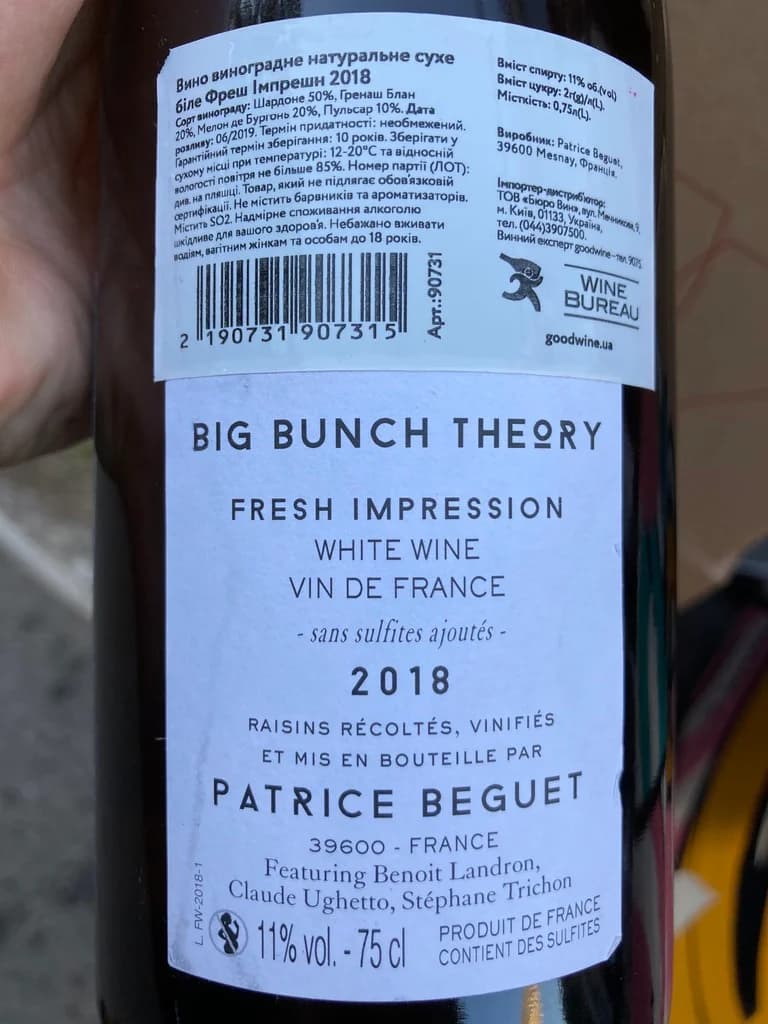 Вино виноградне натуральне сухе
біле Фреш Імпрешн 2018
Сорт винограду: Шардоне 50%, Гренаш Блан
20%, Мелон де Бургонь 20%, Пульсар 10%. Дата
розливу: 06/2019. Термін придатності: необмежений.
Гарантійний термін зберігання: 10 років. Зберігати у
сухому місці при температурі: 12-20°C та відносній
вологості повітря не більше 85%. Номер партії (ЛОТ):
див. на пляшці. Товар, який не підлягає обов'язковій
сертифікації. Не містить барвників та ароматизаторів.
Містить SO2. Надмірне споживання алкоголю
шкідливе для вашого здоров'я. Небажано вживати
водіям, вагітним жінкам та особам до 18 років.
2 190731 907315
Арт.:90731
Вміст спирту: 11% об.(vol)
Вміст цукру: 2г(g)/л(L).
Місткість: 0,75л(L).
Виробник: Patrice Beguet,
39600 Mesnay, Франція.
Імпортер-дистриб'ютор:
ТОВ «Бюро Вин», вул. Мечникова, 9,
м. Київ, 01133, Україна,
тел. (044)3907500.
Винний експерт goodwine–тел. 9075
WINE
BUREAU
goodwine.ua
BIG BUNCH THEORY
FRESH IMPRESSION
WHITE WINE
VIN DE FRANCE
- sans sulfites ajoutés -
2018
RAISINS RÉCOLTÉS, VINIFIÉS
ET MIS EN BOUTEILLE PAR
PATRICE BEGUET
39600 - FRANCE
Featuring Benoit Landron,
Claude Ughetto, Stéphane Trichon
L. FW-2018-1
11% vol. - 75 cl
PRODUIT DE FRANCE
CONTIENT DES SULFITES